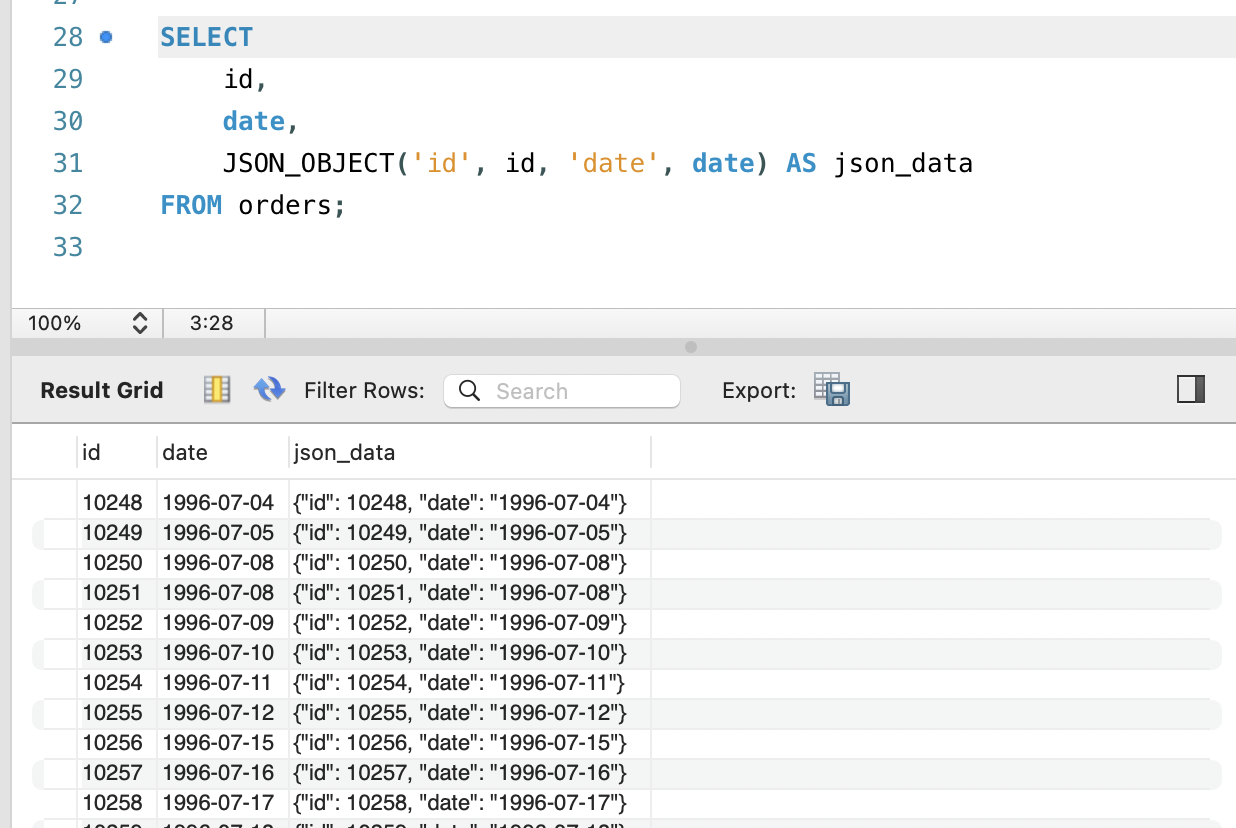 28 SELECT
29 id,
30 date,
31 JSON_OBJECT('id', id, 'date', date) AS json_data
32 FROM orders;
33
100% 3:28
Result Grid Filter Rows: Search Export:
id date json_data
10248 1996-07-04 {"id": 10248, "date": "1996-07-04"}
10249 1996-07-05 {"id": 10249, "date": "1996-07-05"}
10250 1996-07-08 {"id": 10250, "date": "1996-07-08"}
10251 1996-07-08 {"id": 10251, "date": "1996-07-08"}
10252 1996-07-09 {"id": 10252, "date": "1996-07-09"}
10253 1996-07-10 {"id": 10253, "date": "1996-07-10"}
10254 1996-07-11 {"id": 10254, "date": "1996-07-11"}
10255 1996-07-12 {"id": 10255, "date": "1996-07-12"}
10256 1996-07-15 {"id": 10256, "date": "1996-07-15"}
10257 1996-07-16 {"id": 10257, "date": "1996-07-16"}
10258 1996-07-17 {"id": 10258, "date": "1996-07-17"}